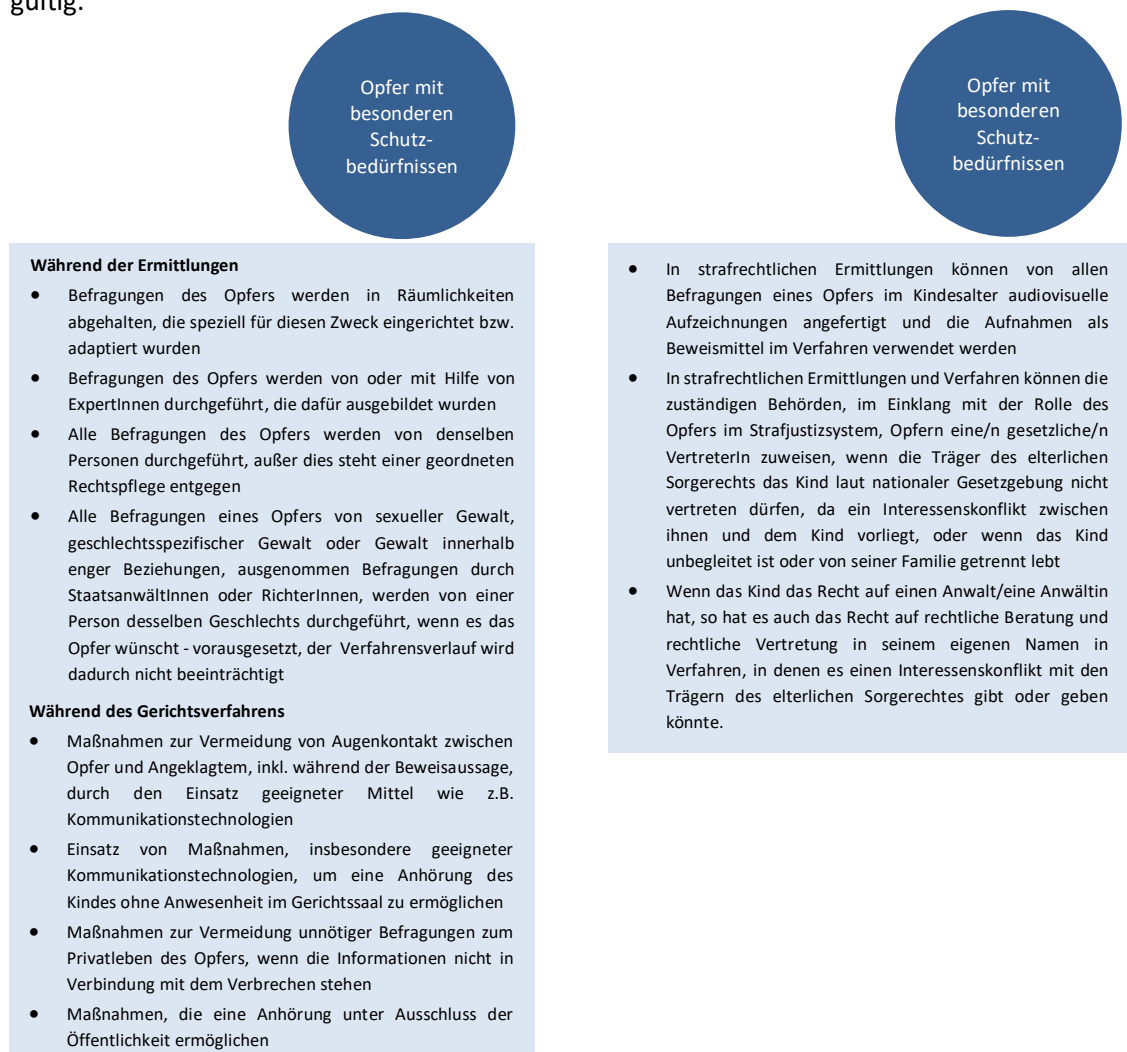 gültig.
Opfer mit
besonderen
Schutz-
bedürfnissen
Während der Ermittlungen
• Befragungen des Opfers werden in Räumlichkeiten
abgehalten, die speziell für diesen Zweck eingerichtet bzw.
adaptiert wurden
• Befragungen des Opfers werden von oder mit Hilfe von
ExpertInnen durchgeführt, die dafür ausgebildet wurden
• Alle Befragungen des Opfers werden von denselben
Personen durchgeführt, außer dies steht einer geordneten
Rechtspflege entgegen
• Alle Befragungen eines Opfers von sexueller Gewalt,
geschlechtsspezifischer Gewalt oder Gewalt innerhalb
enger Beziehungen, ausgenommen Befragungen durch
StaatsanwältInnen oder RichterInnen, werden von einer
Person desselben Geschlechts durchgeführt, wenn es das
Opfer wünscht - vorausgesetzt, der Verfahrensverlauf wird
dadurch nicht beeinträchtigt
Während des Gerichtsverfahrens
• Maßnahmen zur Vermeidung von Augenkontakt zwischen
Opfer und Angeklagtem, inkl. während der Beweisaussage,
durch den Einsatz geeigneter Mittel wie z.B.
Kommunikationstechnologien
• Einsatz von Maßnahmen, insbesondere geeigneter
Kommunikationstechnologien, um eine Anhörung des
Kindes ohne Anwesenheit im Gerichtssaal zu ermöglichen
• Maßnahmen zur Vermeidung unnötiger Befragungen zum
Privatleben des Opfers, wenn die Informationen nicht in
Verbindung mit dem Verbrechen stehen
• Maßnahmen, die eine Anhörung unter Ausschluss der
Öffentlichkeit ermöglichen
Opfer mit
besonderen
Schutz-
bedürfnissen
• In strafrechtlichen Ermittlungen können von allen
Befragungen eines Opfers im Kindesalter audiovisuelle
Aufzeichnungen angefertigt und die Aufnahmen als
Beweismittel im Verfahren verwendet werden
• In strafrechtlichen Ermittlungen und Verfahren können die
zuständigen Behörden, im Einklang mit der Rolle des
Opfers im Strafjustizsystem, Opfern eine/n gesetzliche/n
VertreterIn zuweisen, wenn die Träger des elterlichen
Sorgerechts das Kind laut nationaler Gesetzgebung nicht
vertreten dürfen, da ein Interessenskonflikt zwischen
ihnen und dem Kind vorliegt, oder wenn das Kind
unbegleitet ist oder von seiner Familie getrennt lebt
• Wenn das Kind das Recht auf einen Anwalt/eine Anwältin
hat, so hat es auch das Recht auf rechtliche Beratung und
rechtliche Vertretung in seinem eigenen Namen in
Verfahren, in denen es einen Interessenskonflikt mit den
Trägern des elterlichen Sorgerechtes gibt oder geben
könnte.